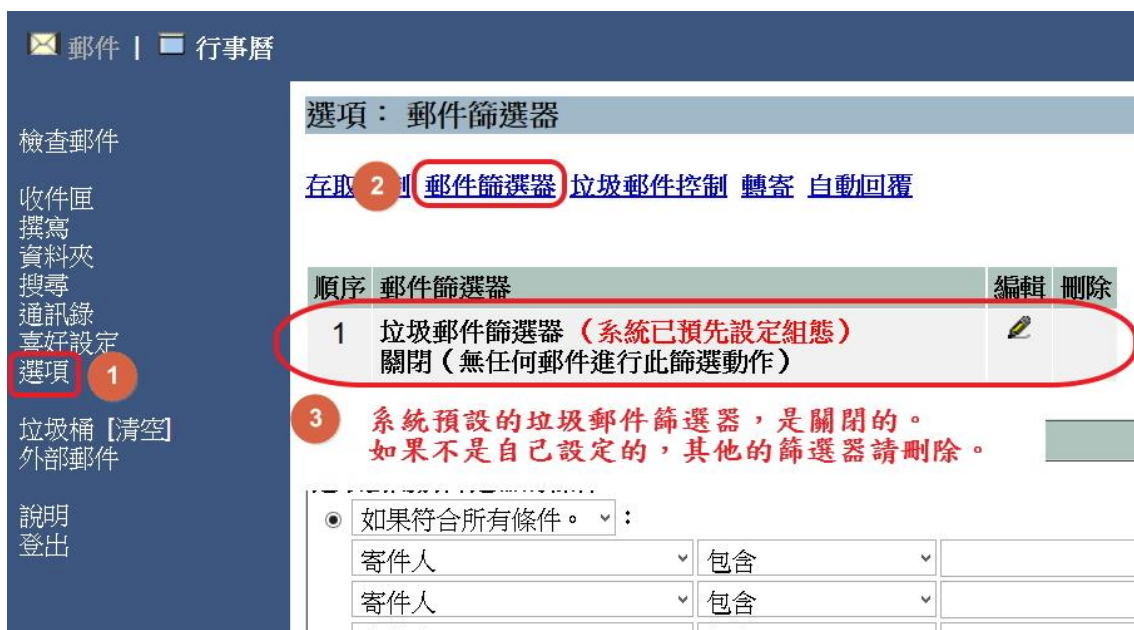 郵件 | 行事曆
檢查郵件
收件匣
撰寫
資料夾
搜尋
通訊錄
喜好設定
選項 1
垃圾桶 [清空]
外部郵件
說明
登出
選項： 郵件篩選器
存取 2 郵件篩選器 垃圾郵件控制 轉寄 自動回覆
順序 郵件篩選器 編輯 刪除
1 垃圾郵件篩選器（系統已預先設定組態）
關閉（無任何郵件進行此篩選動作）
3 系統預設的垃圾郵件篩選器，是關閉的。
如果不是自己設定的，其他的篩選器請刪除。
如果符合所有條件。 :
寄件人 包含
寄件人 包含